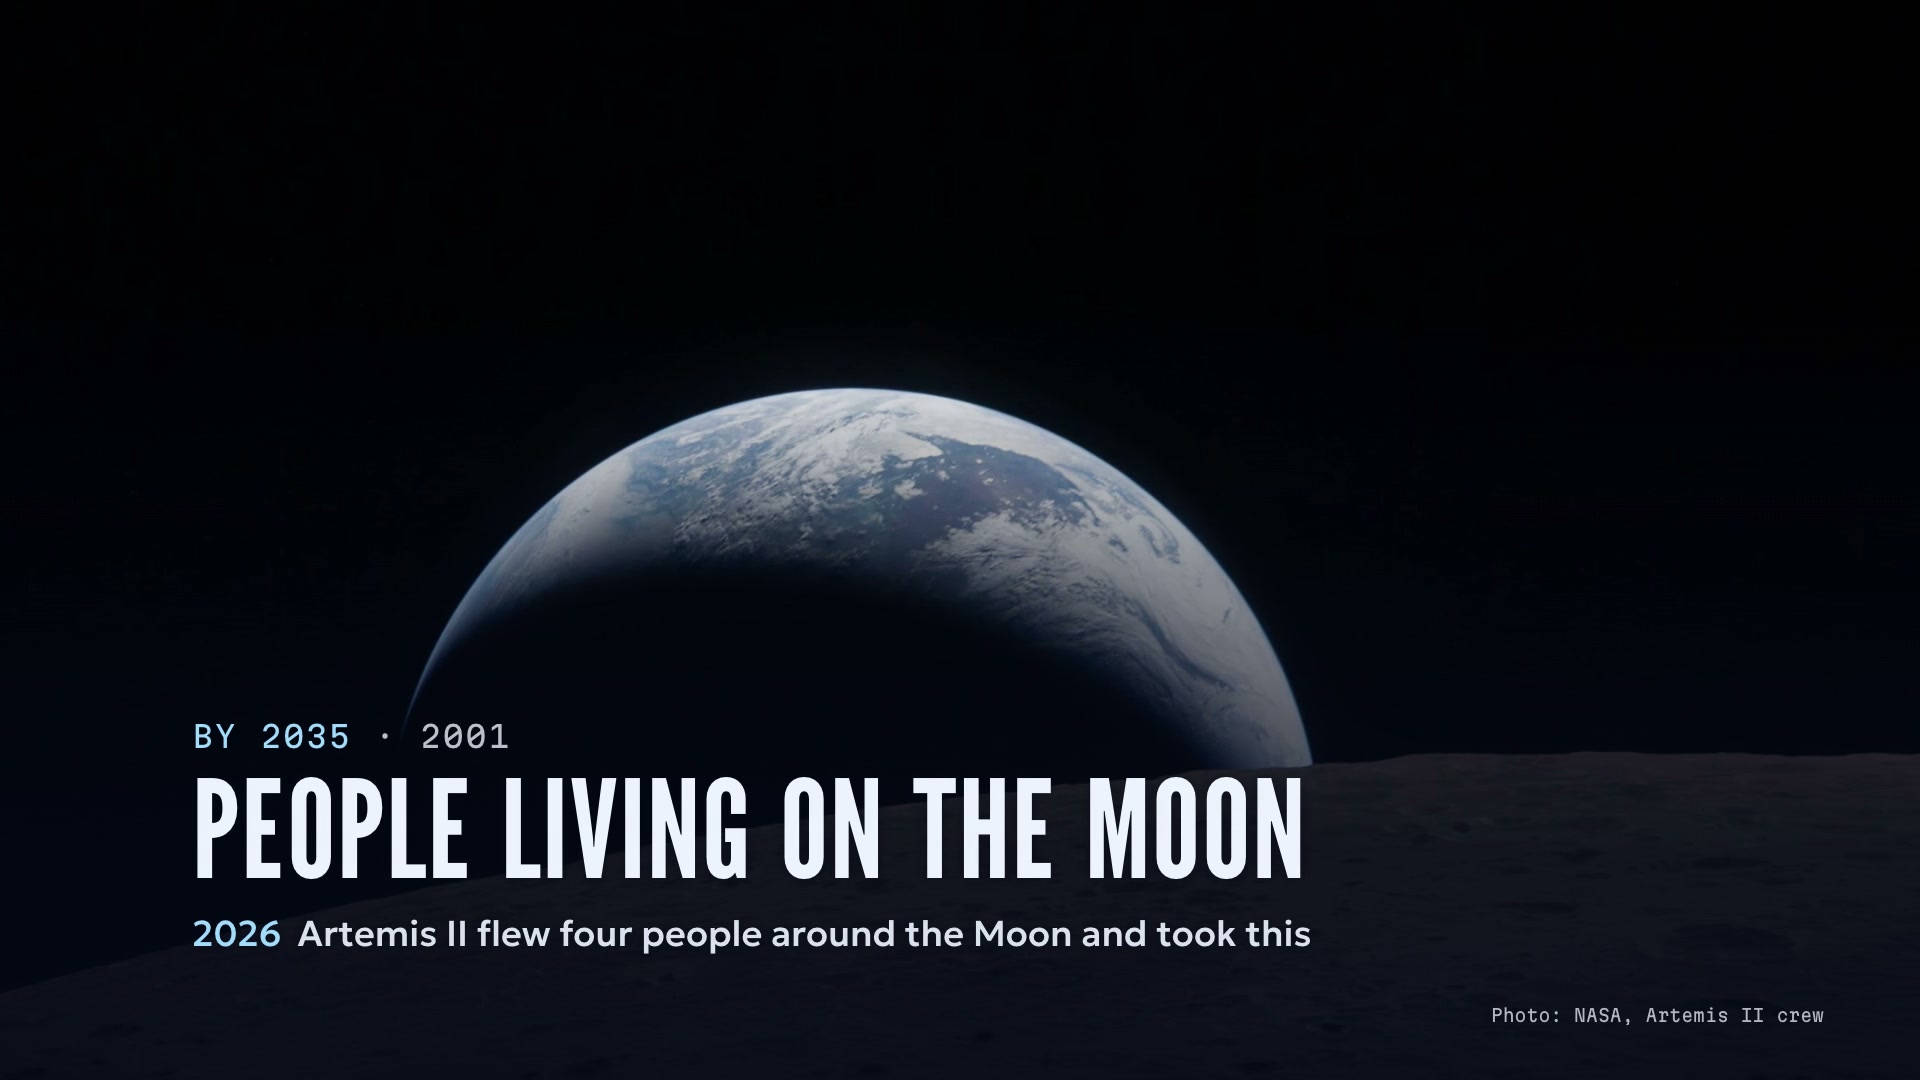 BY 2035 · 2001
PEOPLE LIVING ON THE MOON
2026 Artemis II flew four people around the Moon and took this
Photo: NASA, Artemis II crew